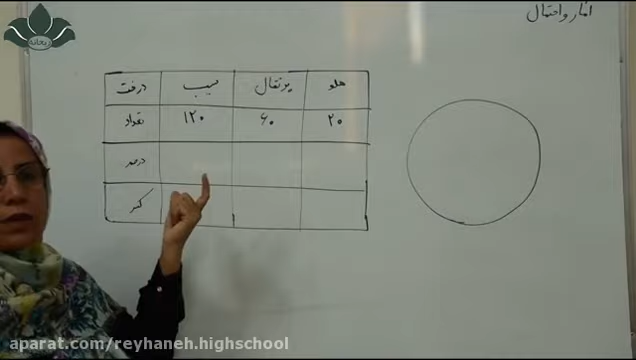 آمار و احتمال
درخت سیب پرتقال هلو
تعداد ۱۲۰ ۶۰ ۲۰
درصد
کسر
ریحانه
aparat.com/reyhaneh.highschool